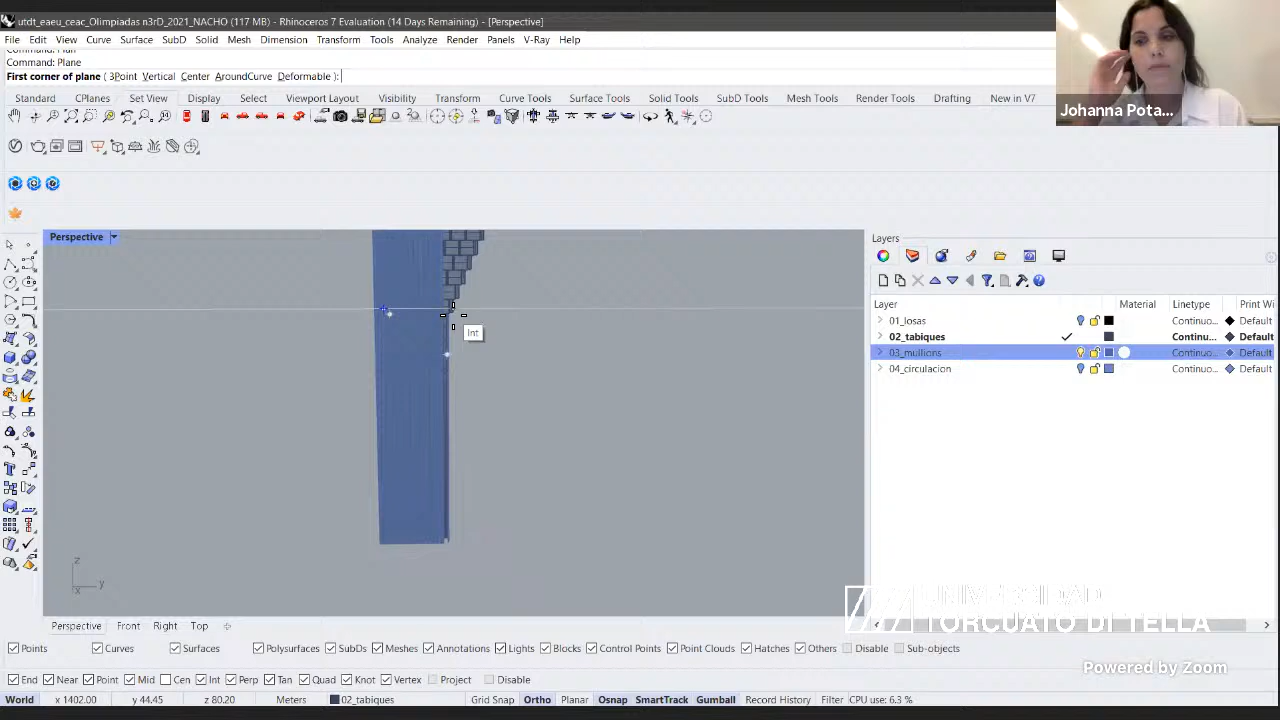 utdt_eaeu_ceac_Olimpiadas n3rD_2021_NACHO (117 MB) - Rhinoceros 7 Evaluation (14 Days Remaining) - [Perspective]
File Edit View Curve Surface SubD Solid Mesh Dimension Transform Tools Analyze Render Panels V-Ray Help
Command: Plane
First corner of plane ( 3Point Vertical Center AroundCurve Deformable ):
Standard CPlanes Set View Display Select Viewport Layout Visibility Transform Curve Tools Surface Tools Solid Tools SubD Tools Mesh Tools Render Tools Drafting New in V7
Johanna Pota...
Perspective
Int
z
y
x
Layers
Layer Material Linetype Print Wi
01_losas Continuo... Default
02_tabiques Continu... Default
03_mullions Continuo... Default
04_circulacion Continuo... Default
UNIVERSIDAD
TORCUATO DI TELLA
Perspective Front Right Top
Points Curves Surfaces Polysurfaces SubDs Meshes Annotations Lights Blocks Control Points Point Clouds Hatches Others Disable Sub-objects
Powered by Zoom
End Near Point Mid Cen Int Perp Tan Quad Knot Vertex Project Disable
World x 1402.00 y 44.45 z 80.20 Meters 02_tabiques Grid Snap Ortho Planar Osnap SmartTrack Gumball Record History Filter CPU use: 6.3 %